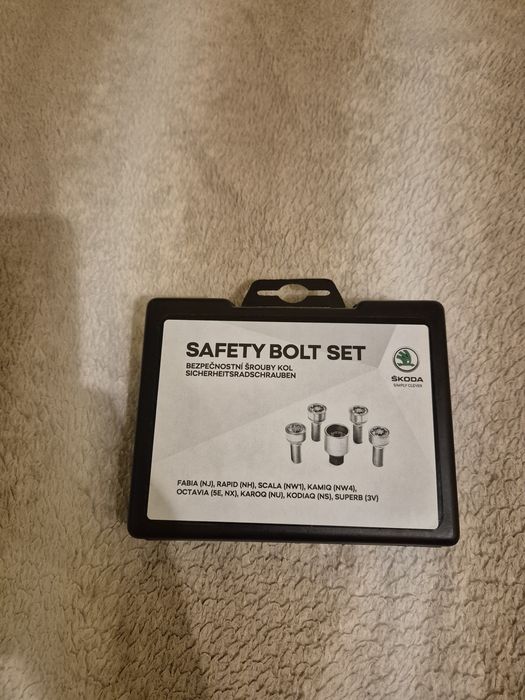 SAFETY BOLT SET
BEZPEČNOSTNÍ ŠROUBY KOL
SICHERHEITSRADSCHRAUBEN
ŠKODA
SIMPLY CLEVER
FABIA (NJ), RAPID (NH), SCALA (NW1), KAMIQ (NW4),
OCTAVIA (5E, NX), KAROQ (NU), KODIAQ (NS), SUPERB (3V)